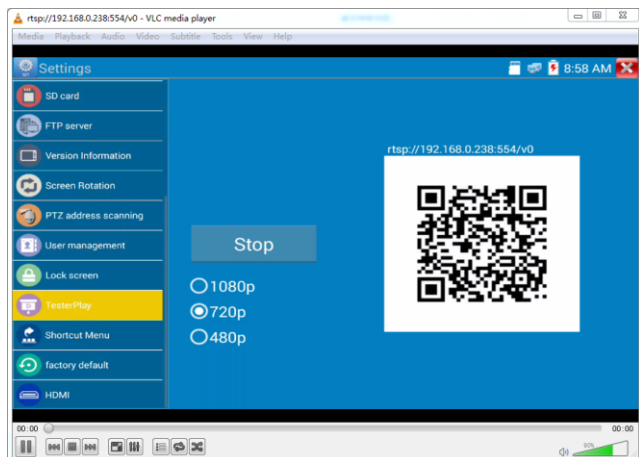 rtsp://192.168.0.238:554/v0 - VLC media player
Media Playback Audio Video Subtitle Tools View Help
Settings
8:58 AM
SD card
FTP server
Version Information
Screen Rotation
PTZ address scanning
User management
Lock screen
TesterPlay
Shortcut Menu
factory default
HDMI
Stop
1080p
720p
480p
rtsp://192.168.0.238:554/v0
00:00
00:00
90%